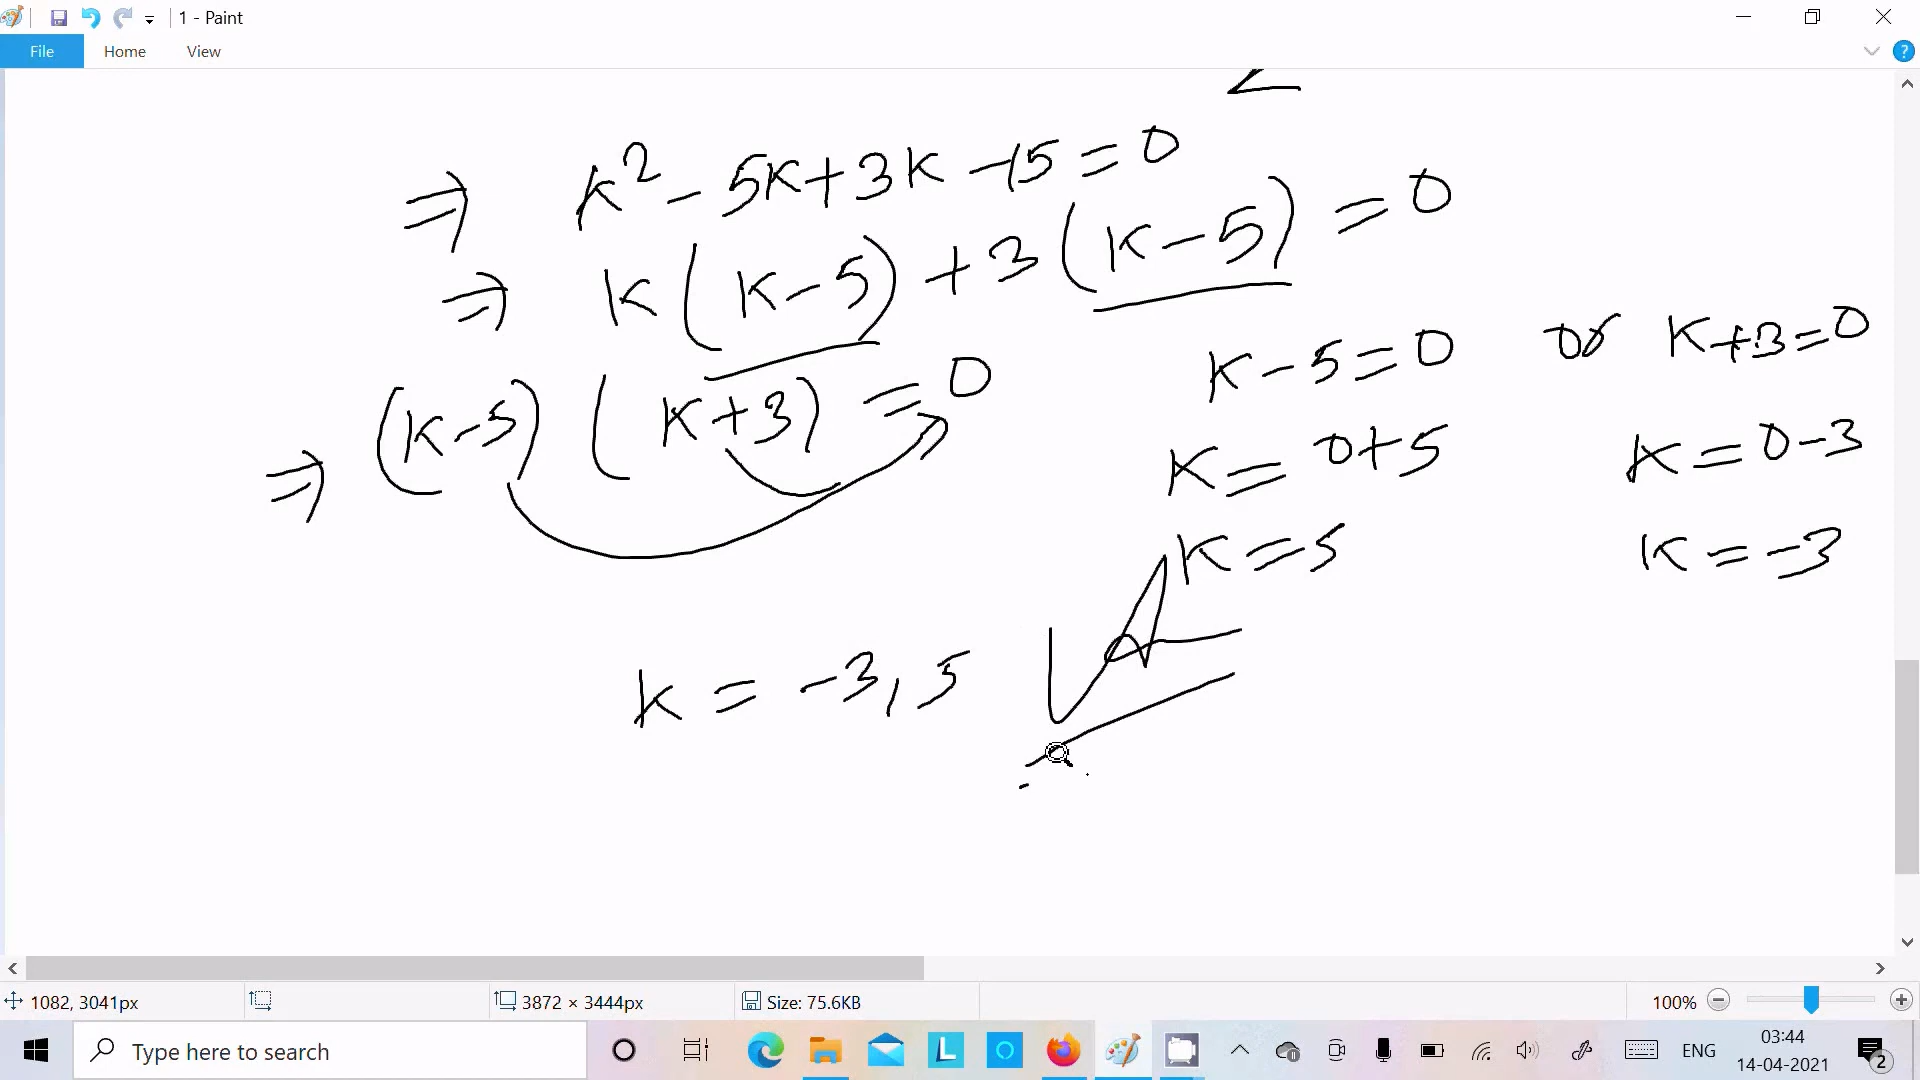 1 - Paint
File Home View
⇒ K² - 5K + 3K - 15 = 0
⇒ K(K - 5) + 3(K - 5) = 0
⇒ (K - 5) (K + 3) = 0
K - 5 = 0 or K + 3 = 0
K = 0 + 5 K = 0 - 3
K = 5 K = -3
K = -3, 5
1082, 3041px 3872 × 3444px Size: 75.6KB 100%
Type here to search ENG 03:44
14-04-2021 2